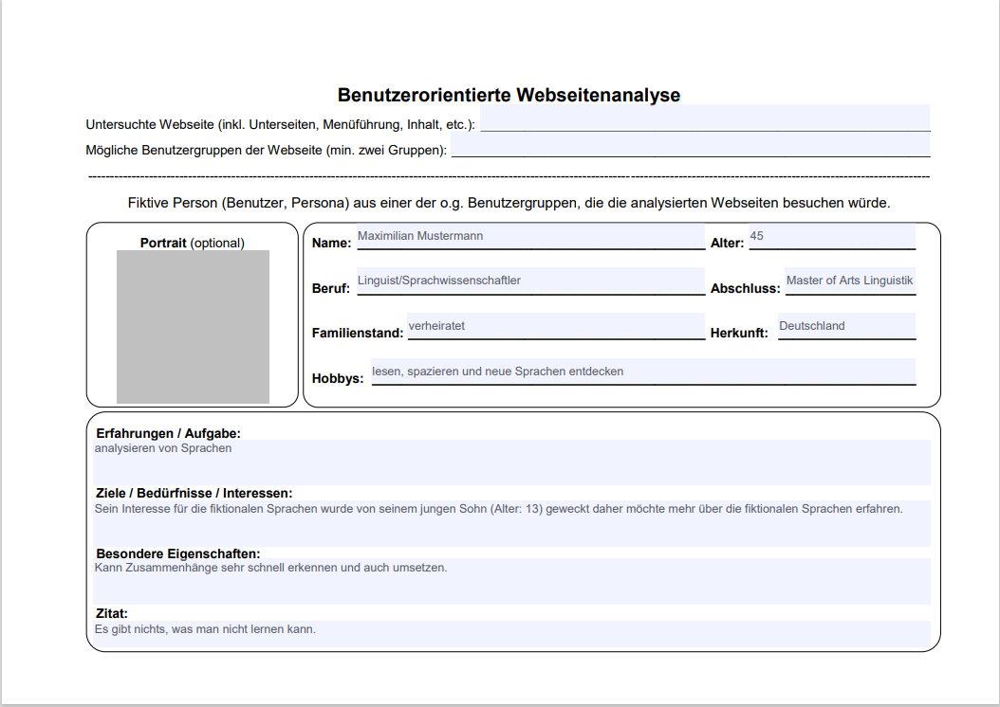 Benutzerorientierte Webseitenanalyse
Untersuchte Webseite (inkl. Unterseiten, Menüführung, Inhalt, etc.):
Mögliche Benutzergruppen der Webseite (min. zwei Gruppen):
Fiktive Person (Benutzer, Persona) aus einer der o.g. Benutzergruppen, die die analysierten Webseiten besuchen würde.
Portrait (optional)
Name: Maximilian Mustermann Alter: 45
Beruf: Linguist/Sprachwissenschaftler Abschluss: Master of Arts Linguistik
Familienstand: verheiratet Herkunft: Deutschland
Hobbys: lesen, spazieren und neue Sprachen entdecken
Erfahrungen / Aufgabe:
analysieren von Sprachen
Ziele / Bedürfnisse / Interessen:
Sein Interesse für die fiktionalen Sprachen wurde von seinem jungen Sohn (Alter: 13) geweckt daher möchte mehr über die fiktionalen Sprachen erfahren.
Besondere Eigenschaften:
Kann Zusammenhänge sehr schnell erkennen und auch umsetzen.
Zitat:
Es gibt nichts, was man nicht lernen kann.